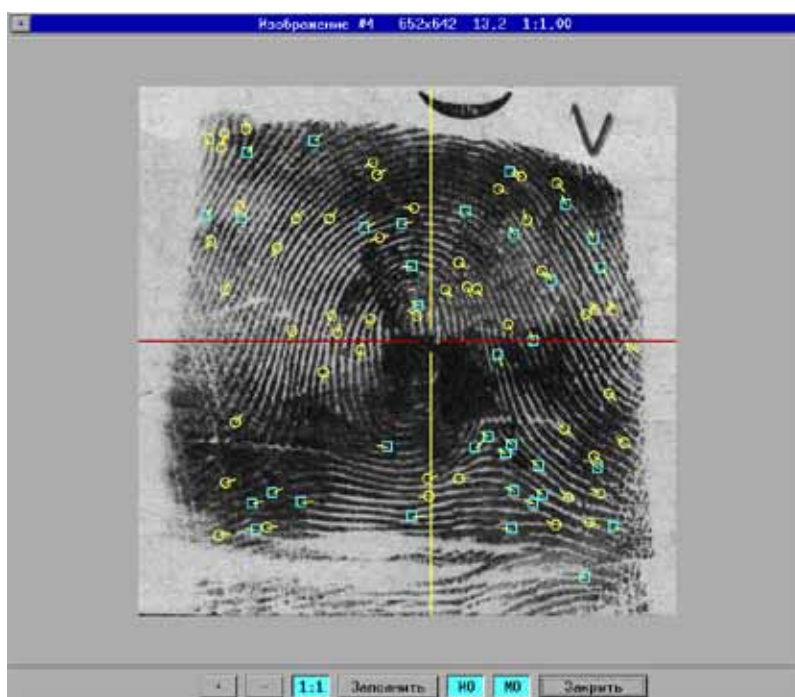 Изображение #4 652x642 13.2 1:1.00
V
+ - 1:1 Запомнить НО МО Закрыть